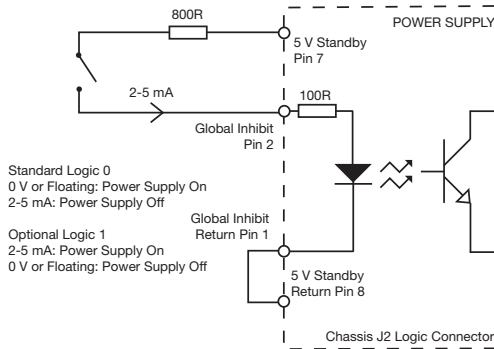 800R
POWER SUPPLY
5 V Standby
Pin 7
2-5 mA
100R
Global Inhibit
Pin 2
Standard Logic 0
0 V or Floating: Power Supply On
2-5 mA: Power Supply Off
Optional Logic 1
2-5 mA: Power Supply On
0 V or Floating: Power Supply Off
Global Inhibit
Return Pin 1
5 V Standby
Return Pin 8
Chassis J2 Logic Connector